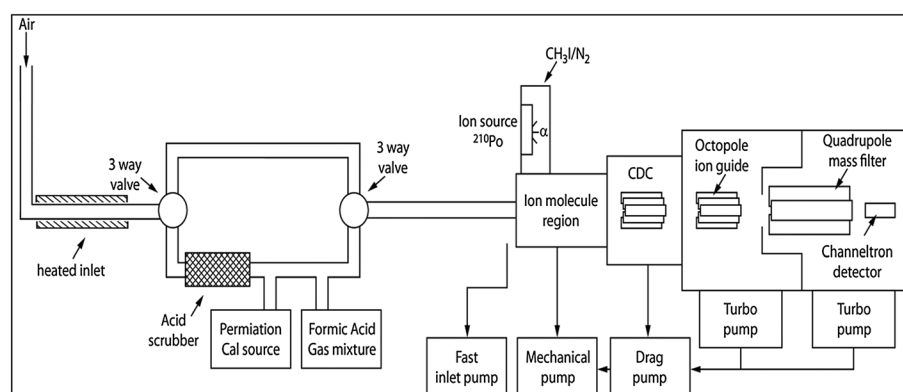 Air
CH₃I/N₂
Ion source
²¹⁰Po
α
3 way
valve
3 way
valve
CDC
Octopole
ion guide
Quadrupole
mass filter
Ion molecule
region
heated inlet
Channeltron
detector
Acid
scrubber
Permiation
Cal source
Formic Acid
Gas mixture
Turbo
pump
Turbo
pump
Fast
inlet pump
Mechanical
pump
Drag
pump